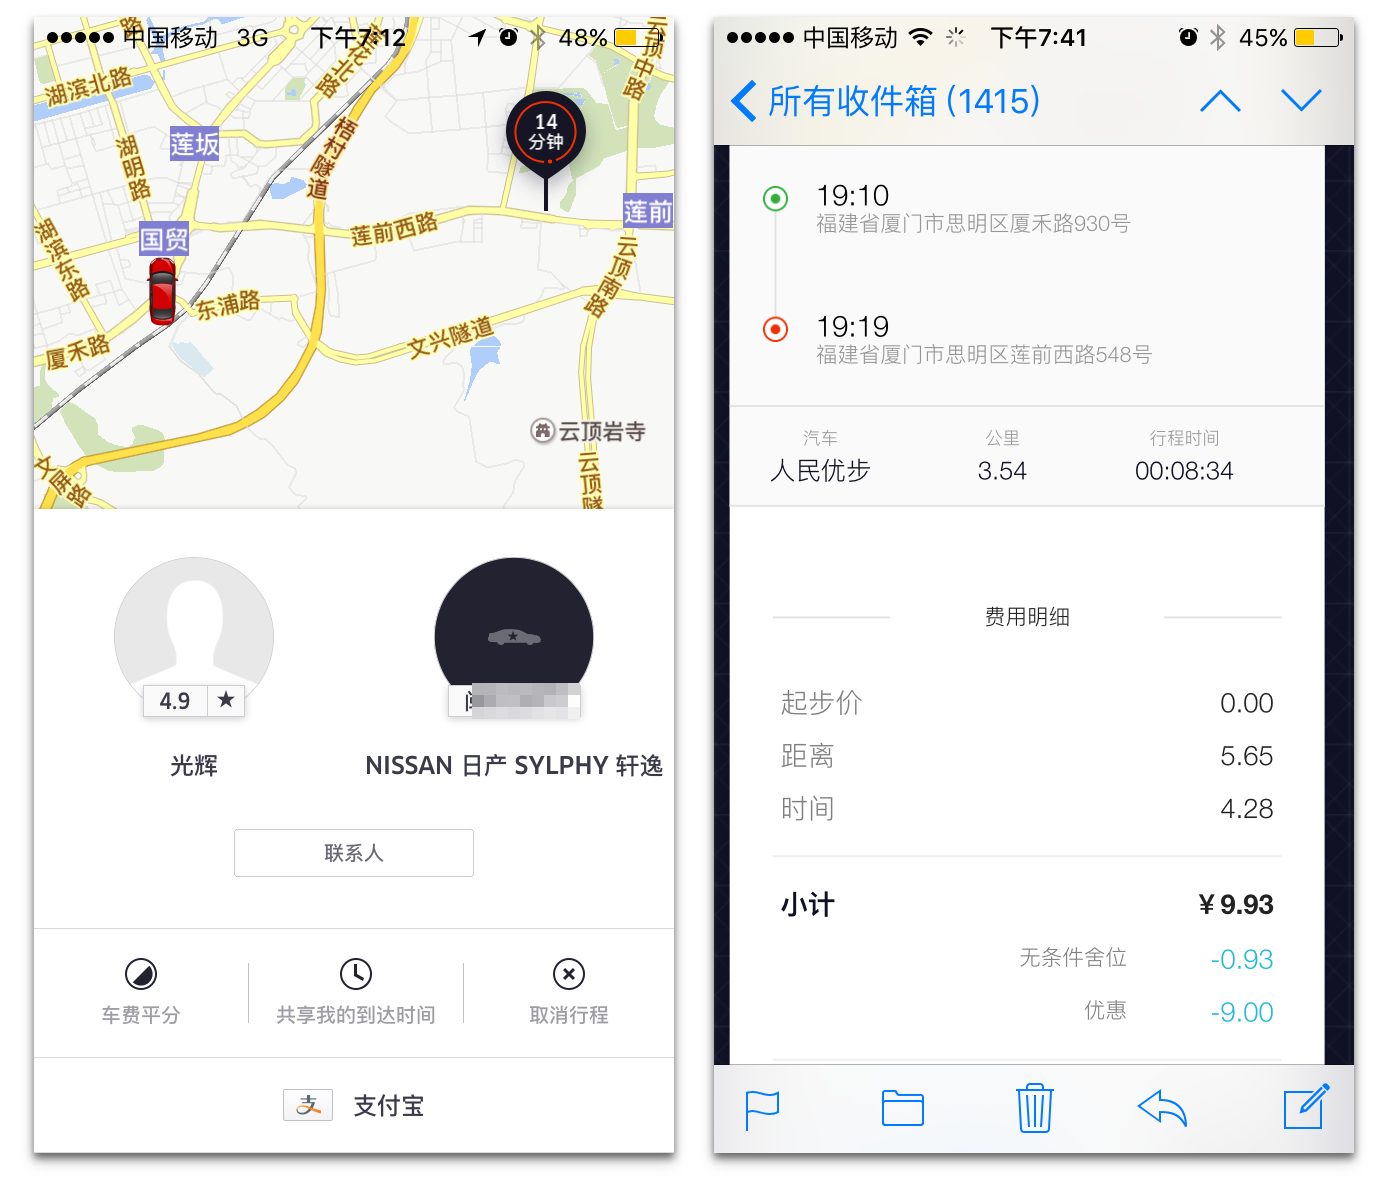 中国移动 3G 下午7:12 48%
湖滨北路
莲坂
湖明路
梧村隧道
云顶中路
14
分钟
莲前
国贸
莲前西路
湖滨东路
云顶南路
东浦路
厦禾路
文兴隧道
云顶岩寺
文屏路
云顶隧
4.9 ★
光辉
NISSAN 日产 SYLPHY 轩逸
联系人
车费平分
共享我的到达时间
取消行程
支付宝
中国移动 下午7:41 45%
所有收件箱 (1415)
19:10
福建省厦门市思明区厦禾路930号
19:19
福建省厦门市思明区莲前西路548号
汽车 公里 行程时间
人民优步 3.54 00:08:34
费用明细
起步价 0.00
距离 5.65
时间 4.28
小计 ¥9.93
无条件舍位 -0.93
优惠 -9.00